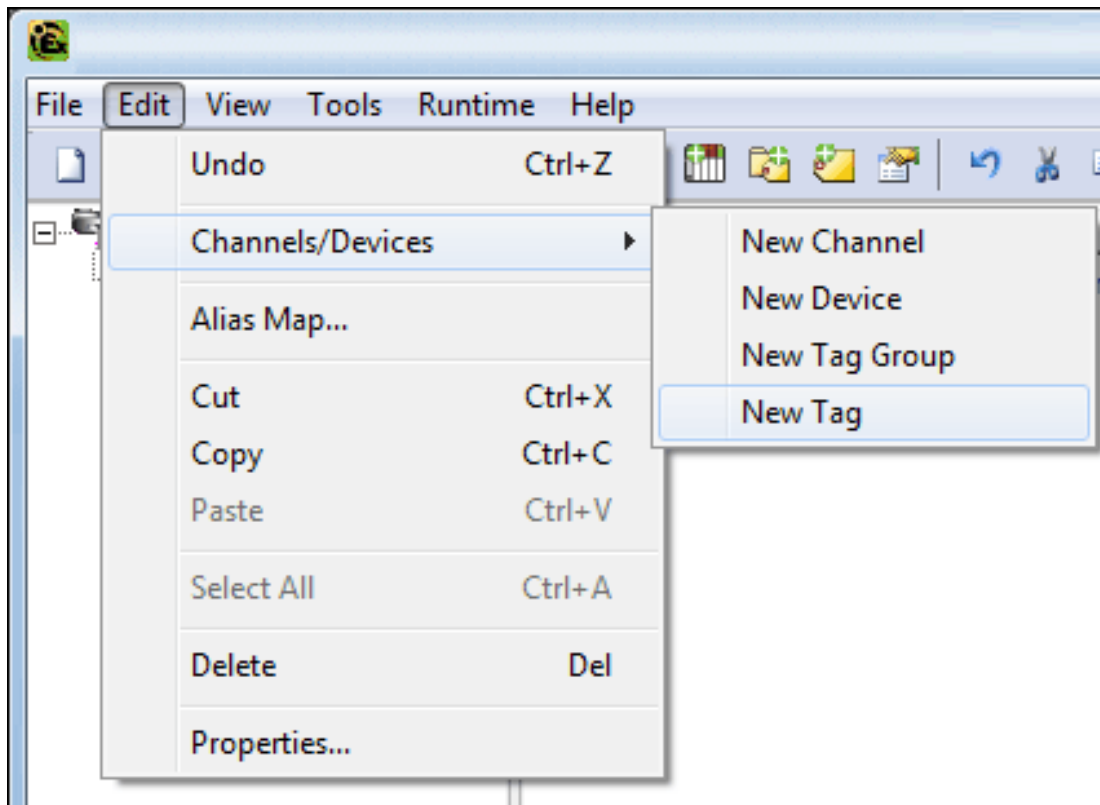 File Edit View Tools Runtime Help
Undo Ctrl+Z
Channels/Devices
Alias Map...
Cut Ctrl+X
Copy Ctrl+C
Paste Ctrl+V
Select All Ctrl+A
Delete Del
Properties...
New Channel
New Device
New Tag Group
New Tag